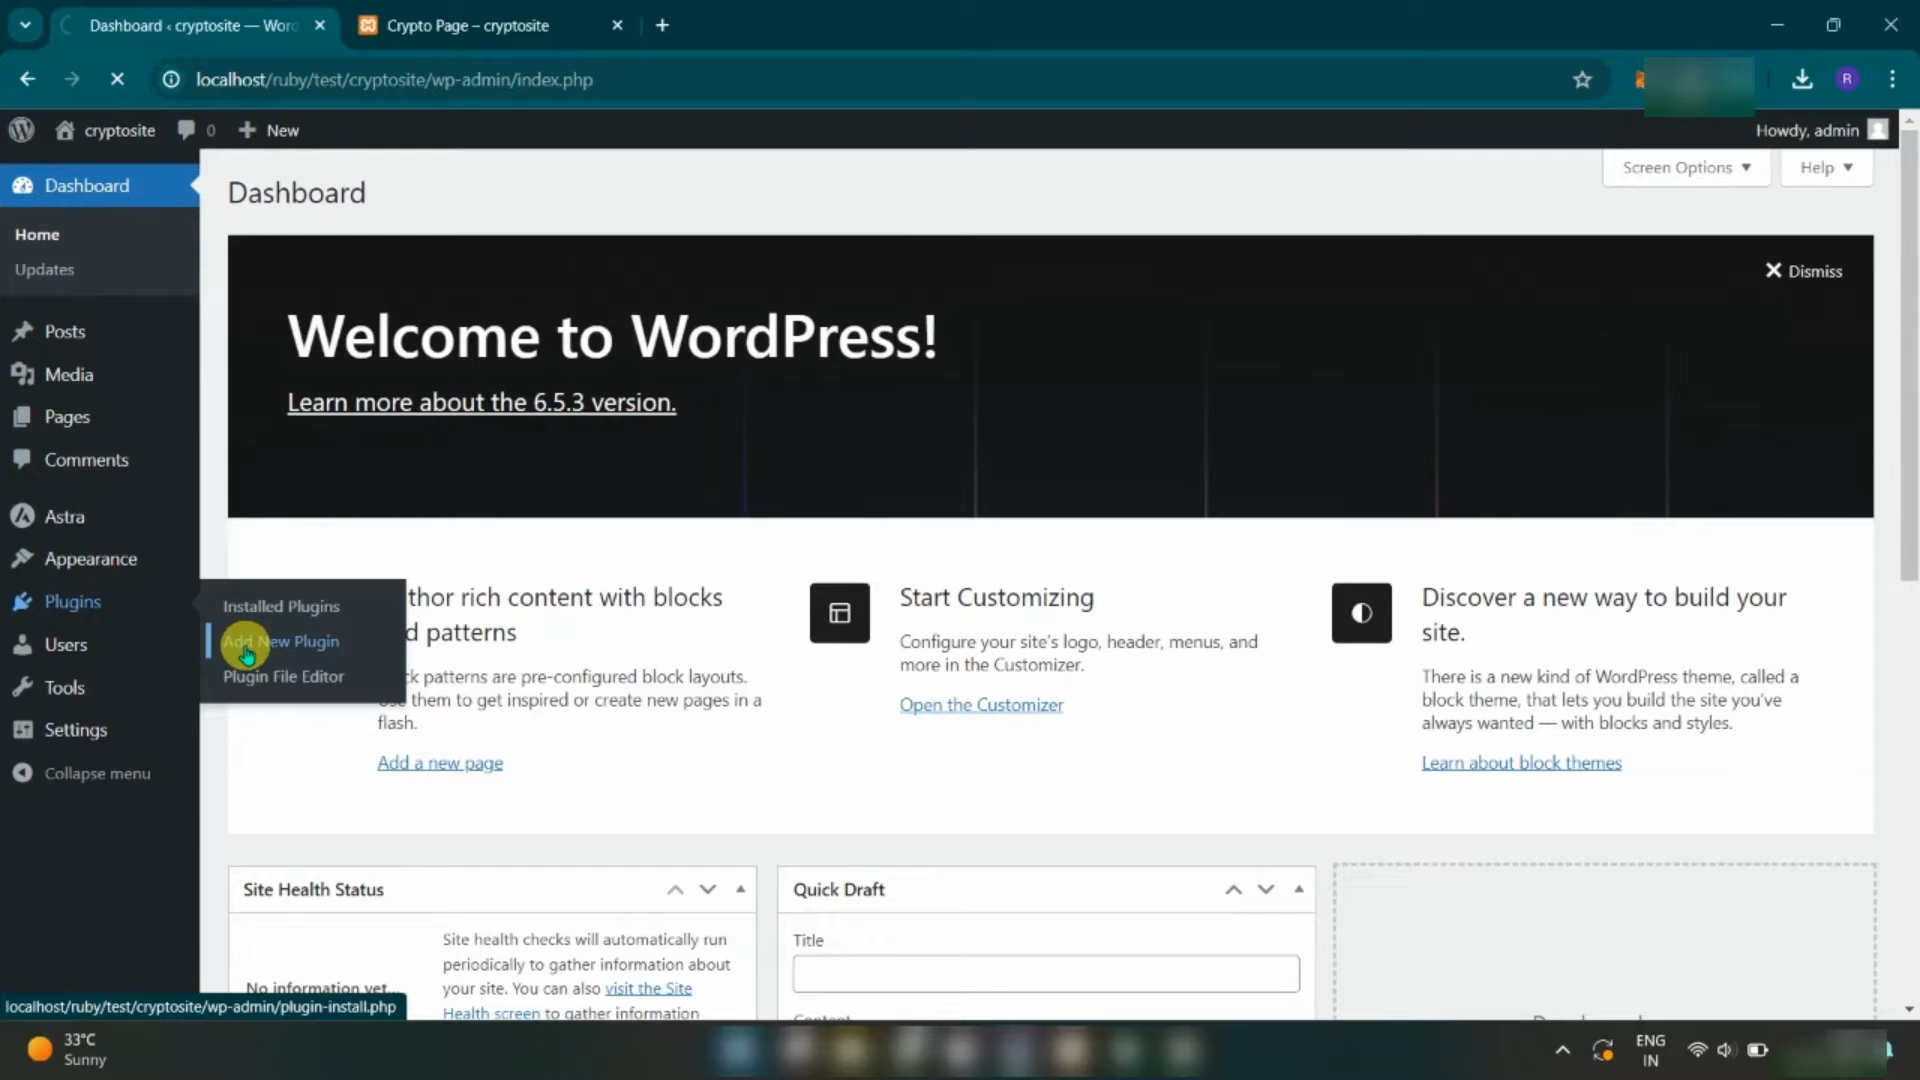 Dashboard ‹ cryptosite — Wor
Crypto Page – cryptosite
localhost/ruby/test/cryptosite/wp-admin/index.php
R
cryptosite
0
New
Howdy, admin
Dashboard
Home
Updates
Posts
Media
Pages
Comments
Astra
Appearance
Plugins
Users
Tools
Settings
Collapse menu
Installed Plugins
Add New Plugin
Plugin File Editor
Dashboard
Screen Options
Help
Dismiss
Welcome to WordPress!
Learn more about the 6.5.3 version.
thor rich content with blocks
d patterns
ck patterns are pre-configured block layouts.
Use them to get inspired or create new pages in a
flash.
Add a new page
Start Customizing
Configure your site's logo, header, menus, and
more in the Customizer.
Open the Customizer
Discover a new way to build your
site.
There is a new kind of WordPress theme, called a
block theme, that lets you build the site you've
always wanted — with blocks and styles.
Learn about block themes
Site Health Status
No information yet...
Site health checks will automatically run
periodically to gather information about
your site. You can also visit the Site
Health screen to gather information
Quick Draft
Title
localhost/ruby/test/cryptosite/wp-admin/plugin-install.php
33°C
Sunny
ENG
IN